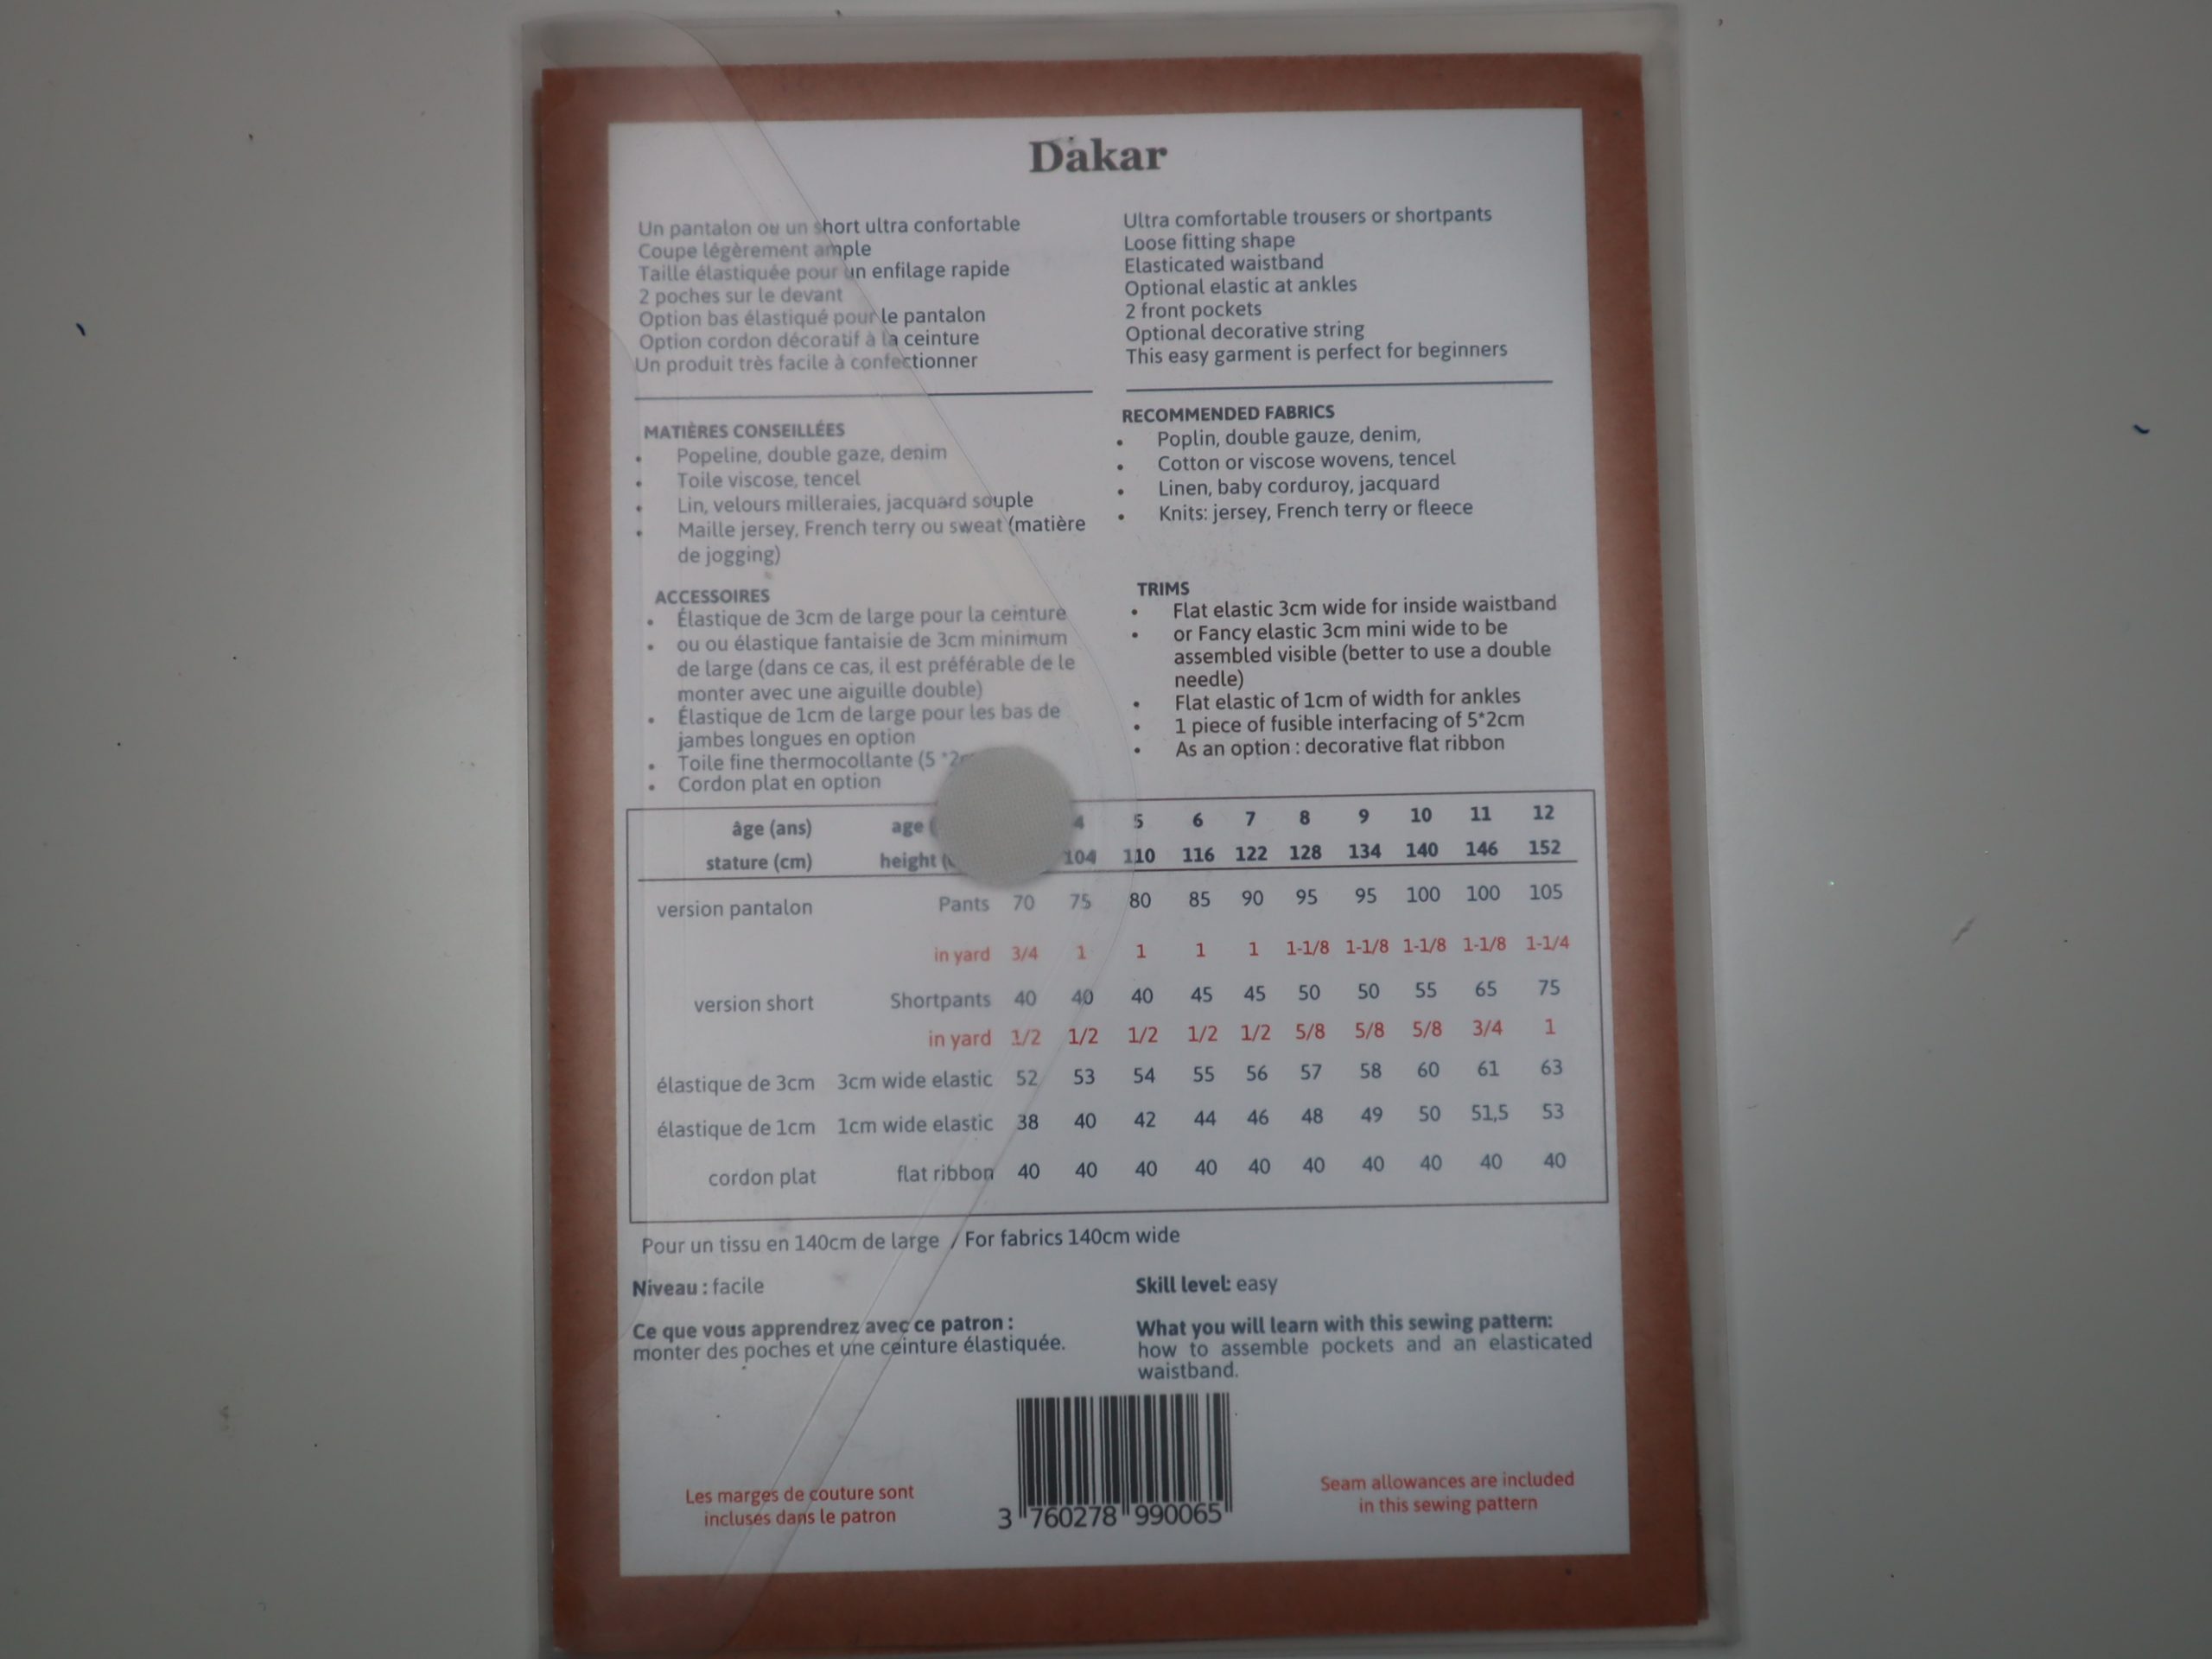 Dakar
Un pantalon ou un short ultra confortable
Coupe légèrement ample
Taille élastiquée pour un enfilage rapide
2 poches sur le devant
Option bas élastiqué pour le pantalon
Option cordon décoratif à la ceinture
Un produit très facile à confectionner
Ultra comfortable trousers or shortpants
Loose fitting shape
Elasticated waistband
Optional elastic at ankles
2 front pockets
Optional decorative string
This easy garment is perfect for beginners
MATIÈRES CONSEILLÉES
• Popeline, double gaze, denim
• Toile viscose, tencel
• Lin, velours milleraies, jacquard souple
• Maille jersey, French terry ou sweat (matière
de jogging)
RECOMMENDED FABRICS
• Poplin, double gauze, denim,
• Cotton or viscose wovens, tencel
• Linen, baby corduroy, jacquard
• Knits: jersey, French terry or fleece
ACCESSOIRES
• Élastique de 3cm de large pour la ceinture
• ou ou élastique fantaisie de 3cm minimum
de large (dans ce cas, il est préférable de le
monter avec une aiguille double)
• Élastique de 1cm de large pour les bas de
jambes longues en option
• Toile fine thermocollante (5 *2
• Cordon plat en option
TRIMS
• Flat elastic 3cm wide for inside waistband
• or Fancy elastic 3cm mini wide to be
assembled visible (better to use a double
needle)
• Flat elastic of 1cm of width for ankles
• 1 piece of fusible interfacing of 5*2cm
• As an option : decorative flat ribbon
âge (ans) age ( 4 5 6 7 8 9 10 11 12
stature (cm) height ( 104 110 116 122 128 134 140 146 152
version pantalon Pants 70 75 80 85 90 95 95 100 100 105
in yard 3/4 1 1 1 1 1-1/8 1-1/8 1-1/8 1-1/8 1-1/4
version short Shortpants 40 40 40 45 45 50 50 55 65 75
in yard 1/2 1/2 1/2 1/2 1/2 5/8 5/8 5/8 3/4 1
élastique de 3cm 3cm wide elastic 52 53 54 55 56 57 58 60 61 63
élastique de 1cm 1cm wide elastic 38 40 42 44 46 48 49 50 51,5 53
cordon plat flat ribbon 40 40 40 40 40 40 40 40 40 40
Pour un tissu en 140cm de large / For fabrics 140cm wide
Niveau : facile
Ce que vous apprendrez avec ce patron :
monter des poches et une ceinture élastiquée.
Skill level: easy
What you will learn with this sewing pattern:
how to assemble pockets and an elasticated
waistband.
Les marges de couture sont
incluses dans le patron
3 760278 990065
Seam allowances are included
in this sewing pattern